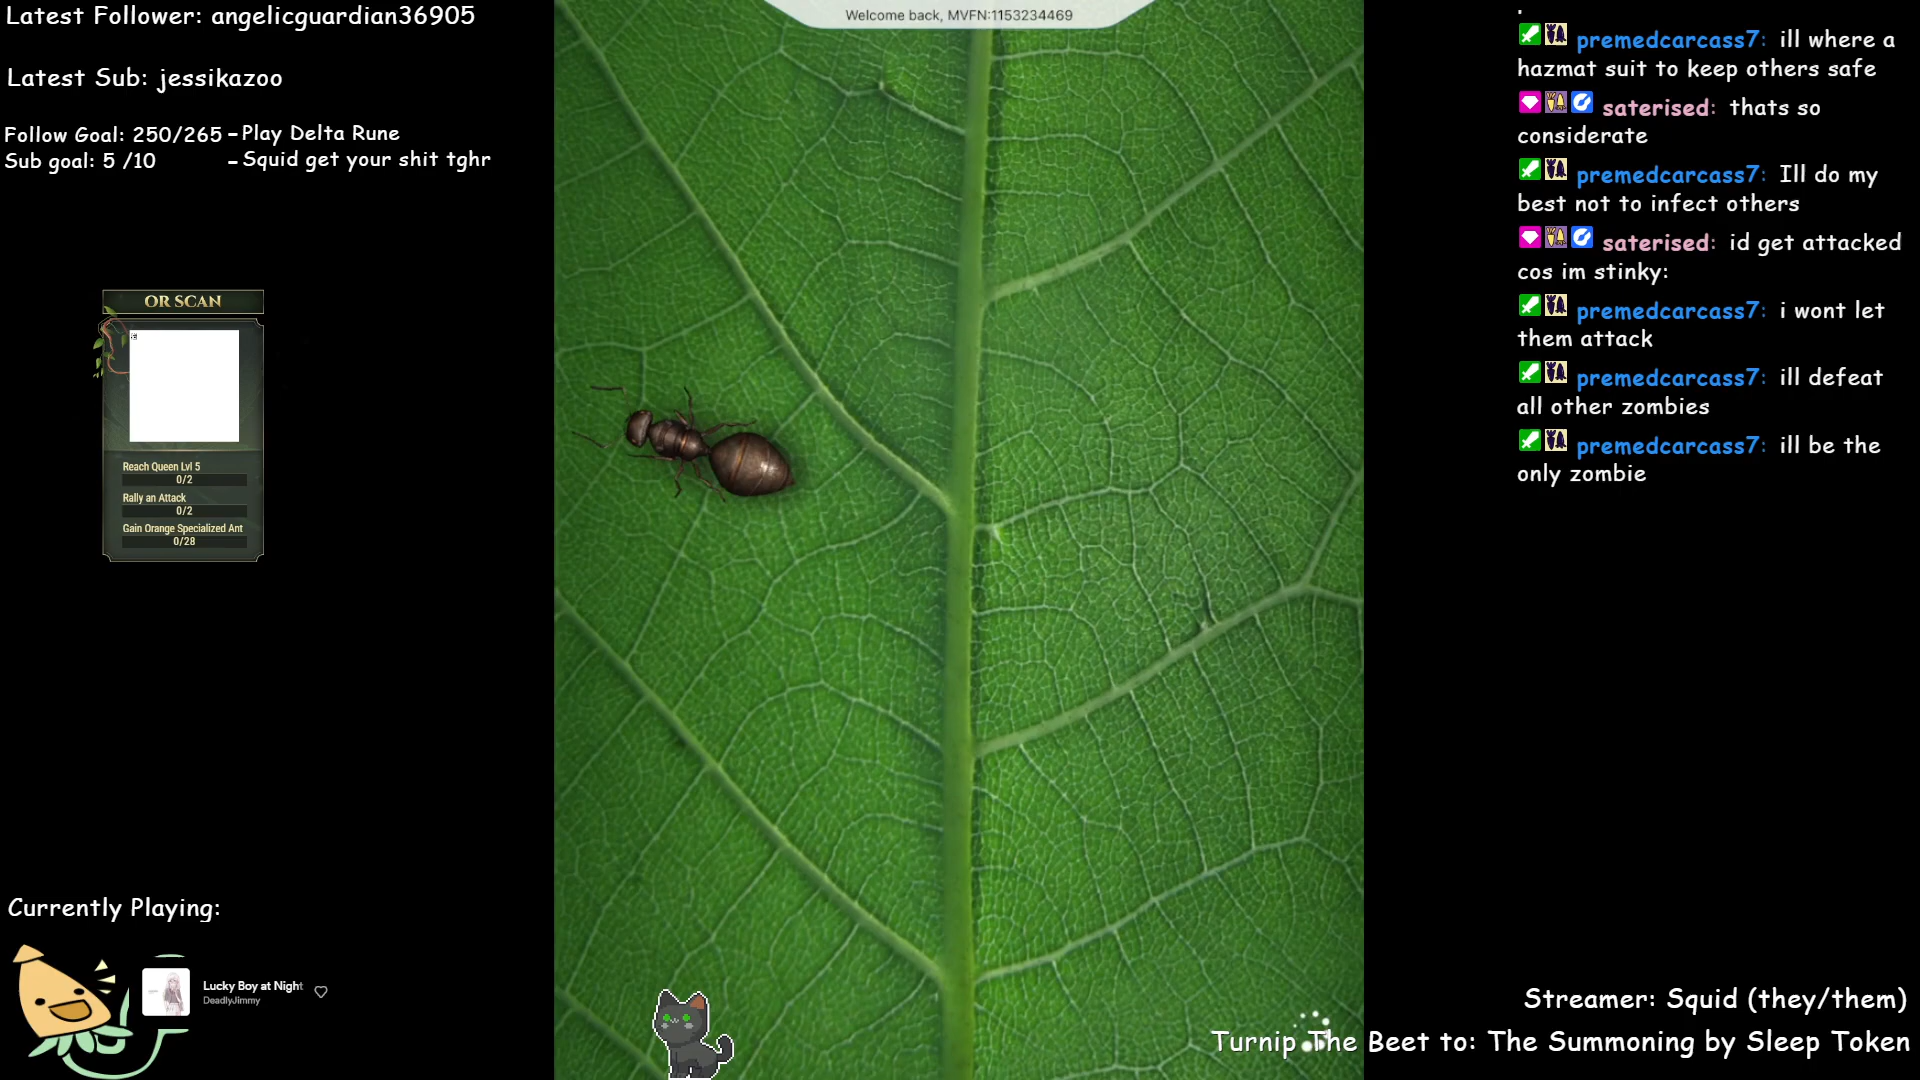 Latest Follower: angelicguardian36905
Latest Sub: jessikazoo
Follow Goal: 250/265 -Play Delta Rune
Sub goal: 5 /10 -Squid get your shit tghr
OR SCAN
Reach Queen Lvl 5
0/2
Rally an Attack
0/2
Gain Orange Specialized Ant
0/28
Currently Playing:
Lucky Boy at Night
DeadlyJimmy
Welcome back, MVFN:1153234469
premedcarcass7: ill where a
hazmat suit to keep others safe
saterised: thats so
considerate
premedcarcass7: Ill do my
best not to infect others
saterised: id get attacked
cos im stinky:
premedcarcass7: i wont let
them attack
premedcarcass7: ill defeat
all other zombies
premedcarcass7: ill be the
only zombie
Streamer: Squid (they/them)
Turnip The Beet to: The Summoning by Sleep Token